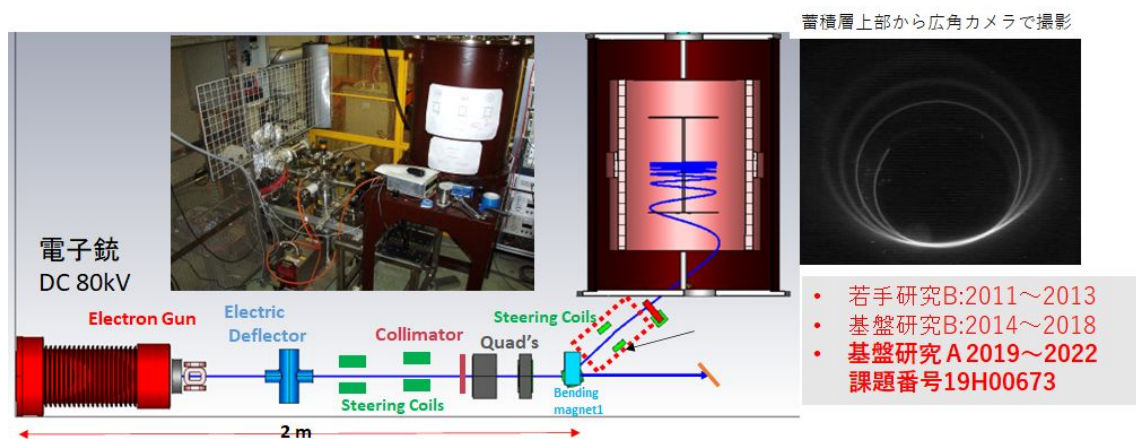 蓄積層上部から広角カメラで撮影
電子銃
DC 80kV
Electron Gun
Electric
Deflector
Steering Coils
Collimator
Quad's
Steering Coils
Bending
magnet1
2 m
• 若手研究B:2011～2013
• 基盤研究B:2014～2018
• 基盤研究A 2019～2022
課題番号19H00673